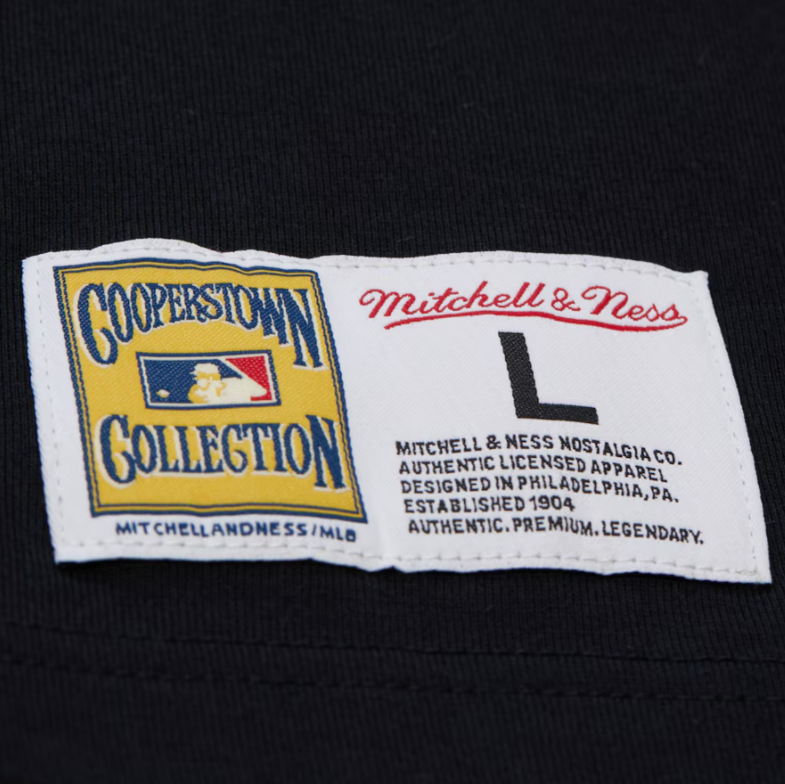 COOPERSTOWN
COLLECTION
MITCHELLANDNESS/MLB
Mitchell & Ness
L
MITCHELL & NESS NOSTALGIA CO.
AUTHENTIC LICENSED APPAREL
DESIGNED IN PHILADELPHIA, PA.
ESTABLISHED 1904
AUTHENTIC. PREMIUM. LEGENDARY.